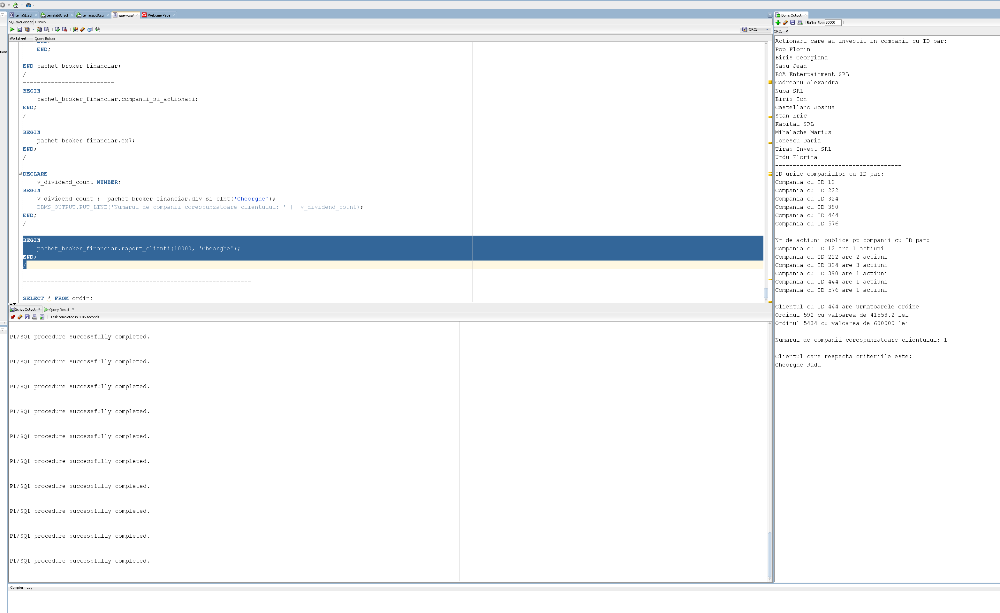 tema5L.sql
temalab8L.sql
temasapt8.sql
query.sql
Welcome Page
SQL Worksheet History
ORCL
Worksheet Query Builder
END;
END pachet_broker_financiar;
/
--------------------------
BEGIN
pachet_broker_financiar.companii_si_actionari;
END;
/
BEGIN
pachet_broker_financiar.ex7;
END;
/
DECLARE
v_dividend_count NUMBER;
BEGIN
v_dividend_count := pachet_broker_financiar.div_si_clnt('Gheorghe');
DBMS_OUTPUT.PUT_LINE('Numarul de companii corespunzatoare clientului: ' || v_dividend_count);
END;
/
BEGIN
pachet_broker_financiar.raport_clienti(10000, 'Gheorghe');
END;
/
-----------------------------------------------------------------
SELECT * FROM ordin;
Script Output Query Result
Task completed in 0.06 seconds
PL/SQL procedure successfully completed.
PL/SQL procedure successfully completed.
PL/SQL procedure successfully completed.
PL/SQL procedure successfully completed.
PL/SQL procedure successfully completed.
PL/SQL procedure successfully completed.
PL/SQL procedure successfully completed.
PL/SQL procedure successfully completed.
PL/SQL procedure successfully completed.
PL/SQL procedure successfully completed.
Compiler - Log
Dbms Output
Buffer Size: 20000
ORCL
Actionari care au investit in companii cu ID par:
Pop Florin
Biris Georgiana
Sasu Jean
BOA Entertainment SRL
Codreanu Alexandra
Nuba SRL
Biris Ion
Castellano Joshua
Stan Eric
Kapital SRL
Mihalache Marius
Ionescu Daria
Tiras Invest SRL
Urdu Florina
------------------------------------
ID-urile companiilor cu ID par:
Compania cu ID 12
Compania cu ID 222
Compania cu ID 324
Compania cu ID 390
Compania cu ID 444
Compania cu ID 576
------------------------------------
Nr de actiuni publice pt companii cu ID par:
Compania cu ID 12 are 1 actiuni
Compania cu ID 222 are 2 actiuni
Compania cu ID 324 are 3 actiuni
Compania cu ID 390 are 1 actiuni
Compania cu ID 444 are 1 actiuni
Compania cu ID 576 are 1 actiuni
Clientul cu ID 444 are urmatoarele ordine
Ordinul 592 cu valoarea de 41558.2 lei
Ordinul 5434 cu valoarea de 600000 lei
Numarul de companii corespunzatoare clientului: 1
Clientul care respecta criteriile este:
Gheorghe Radu